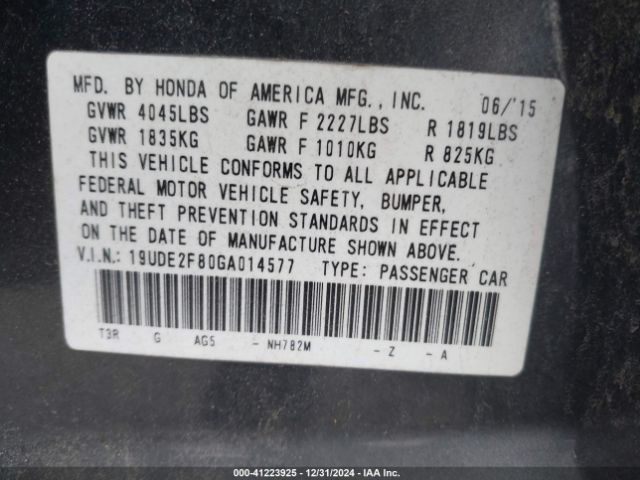 MFD. BY HONDA OF AMERICA MFG., INC. 06/'15
GVWR 4045LBS GAWR F 2227LBS R 1819LBS
GVWR 1835KG GAWR F 1010KG R 825KG
THIS VEHICLE CONFORMS TO ALL APPLICABLE
FEDERAL MOTOR VEHICLE SAFETY, BUMPER,
AND THEFT PREVENTION STANDARDS IN EFFECT
ON THE DATE OF MANUFACTURE SHOWN ABOVE.
V.I.N.: 19UDE2F80GA014577 TYPE: PASSENGER CAR
T3R G AG5 - NH782M - Z - A
000-41223925 - 12/31/2024 - IAA Inc.